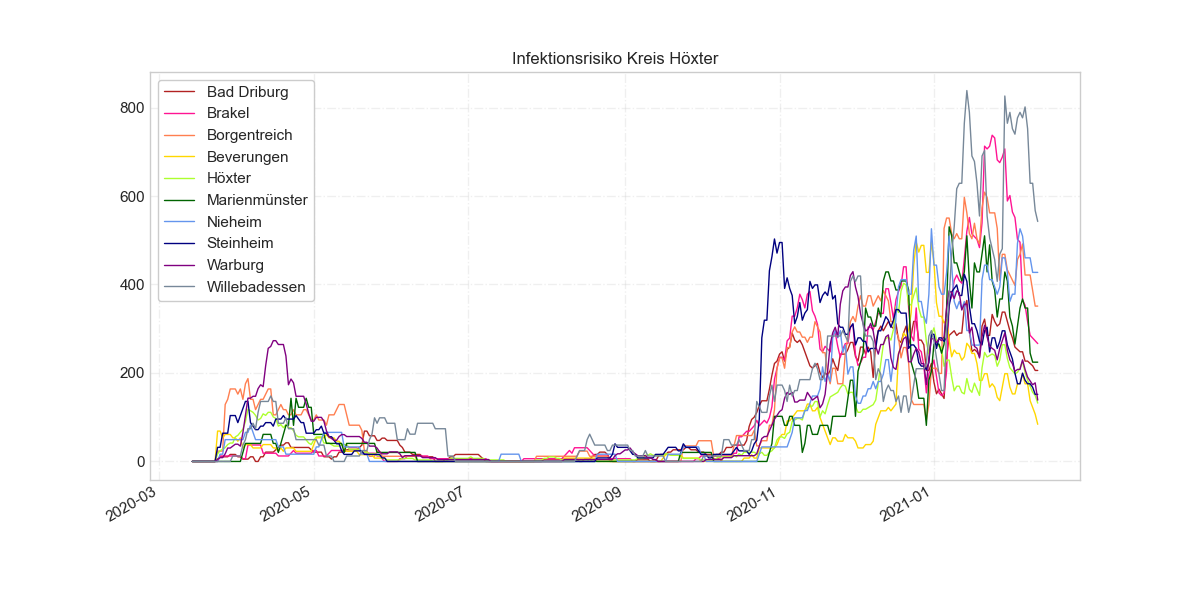 Infektionsrisiko Kreis Höxter
Bad Driburg
Brakel
Borgentreich
Beverungen
Höxter
Marienmünster
Nieheim
Steinheim
Warburg
Willebadessen
800
600
400
200
0
2020-03
2020-05
2020-07
2020-09
2020-11
2021-01